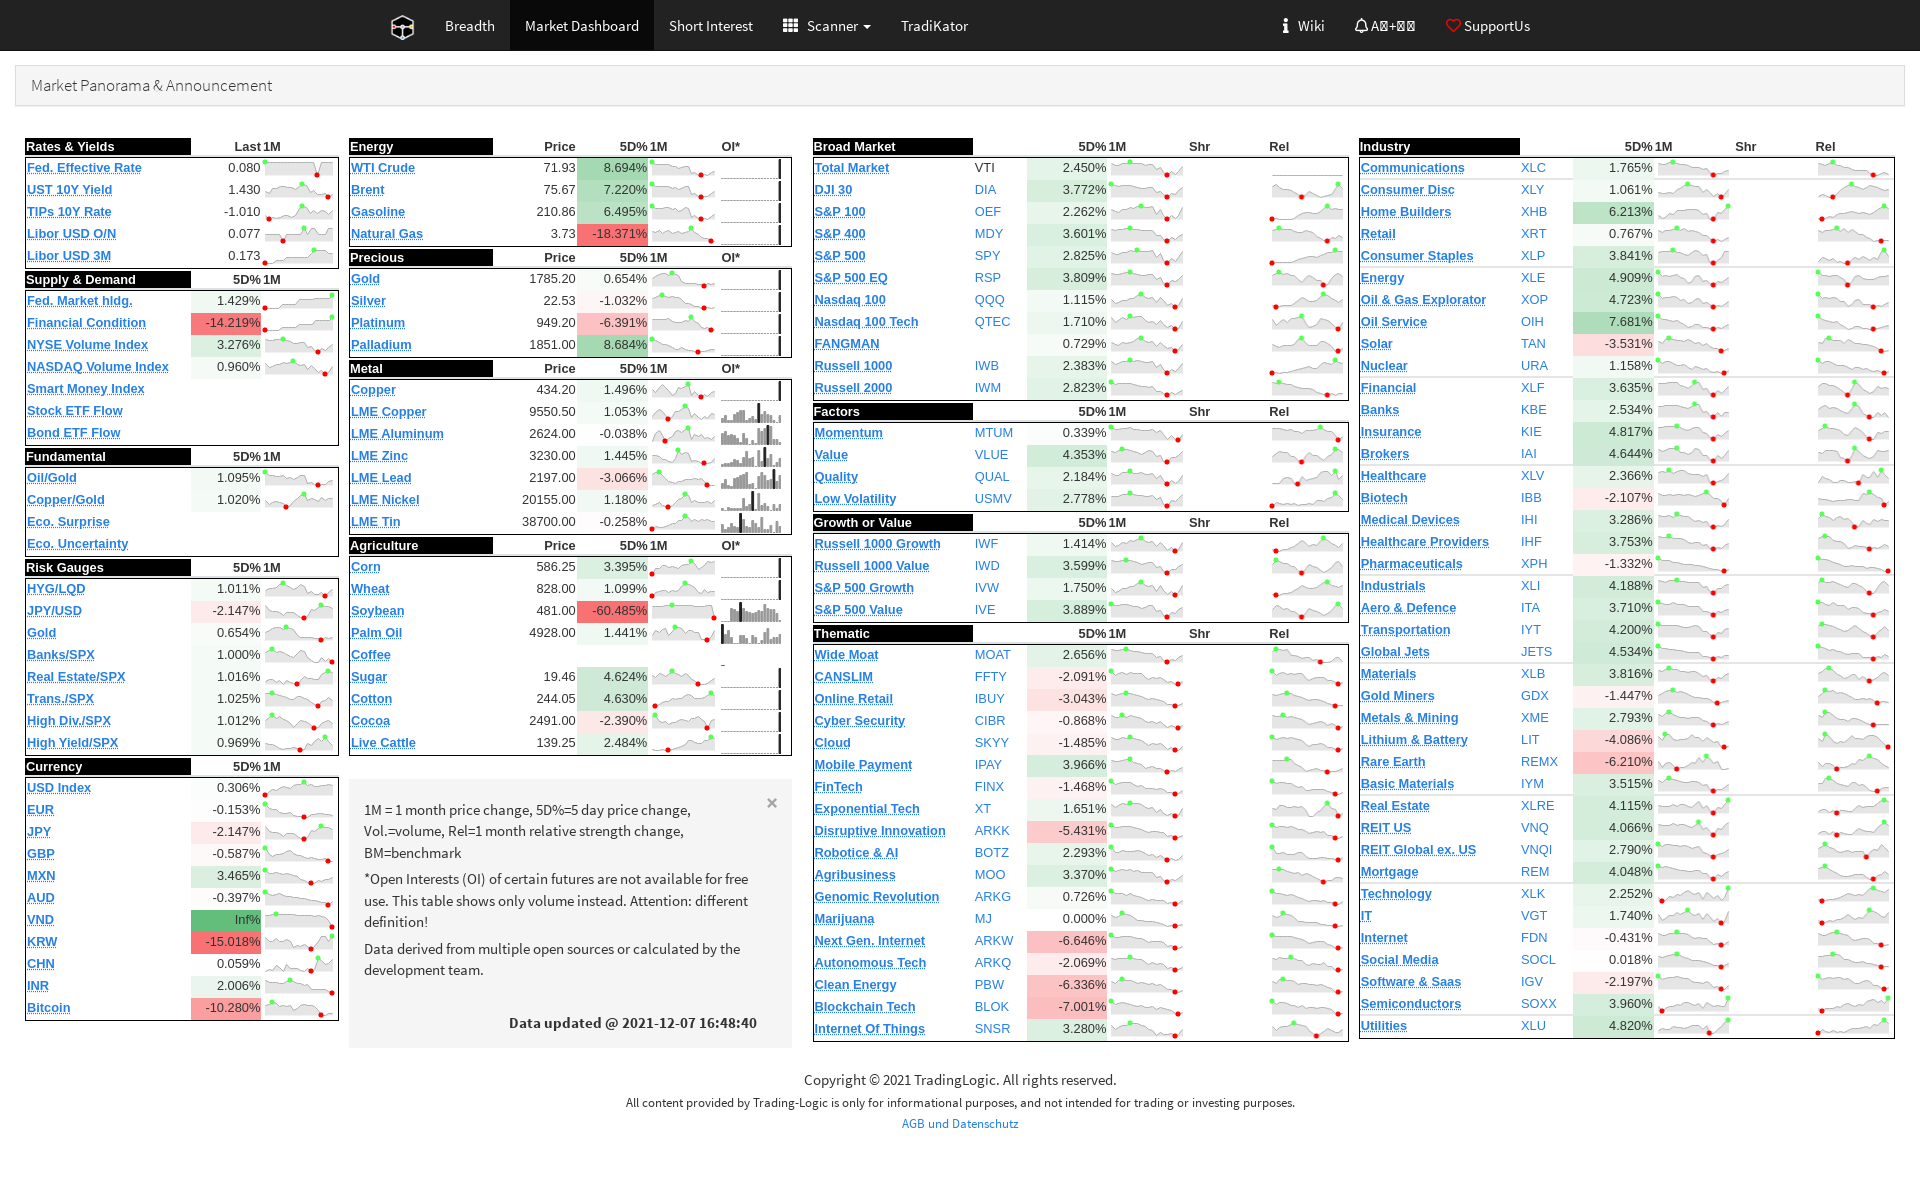 Breadth
Market Dashboard
Short Interest
Scanner
TradiKator
Wiki
SupportUs
Market Panorama & Announcement
Rates & Yields Last 1M
Fed. Effective Rate 0.080
UST 10Y Yield 1.430
TIPs 10Y Rate -1.010
Libor USD O/N 0.077
Libor USD 3M 0.173
Supply & Demand 5D% 1M
Fed. Market hldg. 1.429%
Financial Condition -14.219%
NYSE Volume Index 3.276%
NASDAQ Volume Index 0.960%
Smart Money Index
Stock ETF Flow
Bond ETF Flow
Fundamental 5D% 1M
Oil/Gold 1.095%
Copper/Gold 1.020%
Eco. Surprise
Eco. Uncertainty
Risk Gauges 5D% 1M
HYG/LQD 1.011%
JPY/USD -2.147%
Gold 0.654%
Banks/SPX 1.000%
Real Estate/SPX 1.016%
Trans./SPX 1.025%
High Div./SPX 1.012%
High Yield/SPX 0.969%
Currency 5D% 1M
USD Index 0.306%
EUR -0.153%
JPY -2.147%
GBP -0.587%
MXN 3.465%
AUD -0.397%
VND Inf%
KRW -15.018%
CHN 0.059%
INR 2.006%
Bitcoin -10.280%
Energy Price 5D% 1M OI*
WTI Crude 71.93 8.694%
Brent 75.67 7.220%
Gasoline 210.86 6.495%
Natural Gas 3.73 -18.371%
Precious Price 5D% 1M OI*
Gold 1785.20 0.654%
Silver 22.53 -1.032%
Platinum 949.20 -6.391%
Palladium 1851.00 8.684%
Metal Price 5D% 1M OI*
Copper 434.20 1.496%
LME Copper 9550.50 1.053%
LME Aluminum 2624.00 -0.038%
LME Zinc 3230.00 1.445%
LME Lead 2197.00 -3.066%
LME Nickel 20155.00 1.180%
LME Tin 38700.00 -0.258%
Agriculture Price 5D% 1M OI*
Corn 586.25 3.395%
Wheat 828.00 1.099%
Soybean 481.00 -60.485%
Palm Oil 4928.00 1.441%
Coffee
Sugar 19.46 4.624%
Cotton 244.05 4.630%
Cocoa 2491.00 -2.390%
Live Cattle 139.25 2.484%
×
1M = 1 month price change, 5D%=5 day price change,
Vol.=volume, Rel=1 month relative strength change,
BM=benchmark
*Open Interests (OI) of certain futures are not available for free
use. This table shows only volume instead. Attention: different
definition!
Data derived from multiple open sources or calculated by the
development team.
Data updated @ 2021-12-07 16:48:40
Broad Market 5D% 1M Shr Rel
Total Market VTI 2.450%
DJI 30 DIA 3.772%
S&P 100 OEF 2.262%
S&P 400 MDY 3.601%
S&P 500 SPY 2.825%
S&P 500 EQ RSP 3.809%
Nasdaq 100 QQQ 1.115%
Nasdaq 100 Tech QTEC 1.710%
FANGMAN 0.729%
Russell 1000 IWB 2.383%
Russell 2000 IWM 2.823%
Factors 5D% 1M Shr Rel
Momentum MTUM 0.339%
Value VLUE 4.353%
Quality QUAL 2.184%
Low Volatility USMV 2.778%
Growth or Value 5D% 1M Shr Rel
Russell 1000 Growth IWF 1.414%
Russell 1000 Value IWD 3.599%
S&P 500 Growth IVW 1.750%
S&P 500 Value IVE 3.889%
Thematic 5D% 1M Shr Rel
Wide Moat MOAT 2.656%
CANSLIM FFTY -2.091%
Online Retail IBUY -3.043%
Cyber Security CIBR -0.868%
Cloud SKYY -1.485%
Mobile Payment IPAY 3.966%
FinTech FINX -1.468%
Exponential Tech XT 1.651%
Disruptive Innovation ARKK -5.431%
Robotice & AI BOTZ 2.293%
Agribusiness MOO 3.370%
Genomic Revolution ARKG 0.726%
Marijuana MJ 0.000%
Next Gen. Internet ARKW -6.646%
Autonomous Tech ARKQ -2.069%
Clean Energy PBW -6.336%
Blockchain Tech BLOK -7.001%
Internet Of Things SNSR 3.280%
Industry 5D% 1M Shr Rel
Communications XLC 1.765%
Consumer Disc XLY 1.061%
Home Builders XHB 6.213%
Retail XRT 0.767%
Consumer Staples XLP 3.841%
Energy XLE 4.909%
Oil & Gas Explorator XOP 4.723%
Oil Service OIH 7.681%
Solar TAN -3.531%
Nuclear URA 1.158%
Financial XLF 3.635%
Banks KBE 2.534%
Insurance KIE 4.817%
Brokers IAI 4.644%
Healthcare XLV 2.366%
Biotech IBB -2.107%
Medical Devices IHI 3.286%
Healthcare Providers IHF 3.753%
Pharmaceuticals XPH -1.332%
Industrials XLI 4.188%
Aero & Defence ITA 3.710%
Transportation IYT 4.200%
Global Jets JETS 4.534%
Materials XLB 3.816%
Gold Miners GDX -1.447%
Metals & Mining XME 2.793%
Lithium & Battery LIT -4.086%
Rare Earth REMX -6.210%
Basic Materials IYM 3.515%
Real Estate XLRE 4.115%
REIT US VNQ 4.066%
REIT Global ex. US VNQI 2.790%
Mortgage REM 4.048%
Technology XLK 2.252%
IT VGT 1.740%
Internet FDN -0.431%
Social Media SOCL 0.018%
Software & Saas IGV -2.197%
Semiconductors SOXX 3.960%
Utilities XLU 4.820%
Copyright © 2021 TradingLogic. All rights reserved.
All content provided by Trading-Logic is only for informational purposes, and not intended for trading or investing purposes.
AGB und Datenschutz